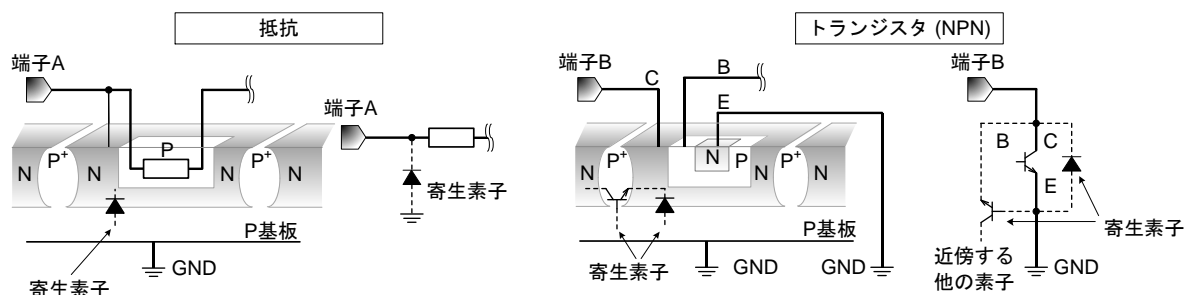 抵抗
端子A
N
P+
N
P
N
P+
N
P基板
GND
寄生素子
端子A
寄生素子
トランジスタ (NPN)
端子B
C
B
E
N
P+
N
N
P
N
P+
N
P基板
寄生素子
GND
GND
端子B
B
C
E
寄生素子
近傍する
他の素子
GND